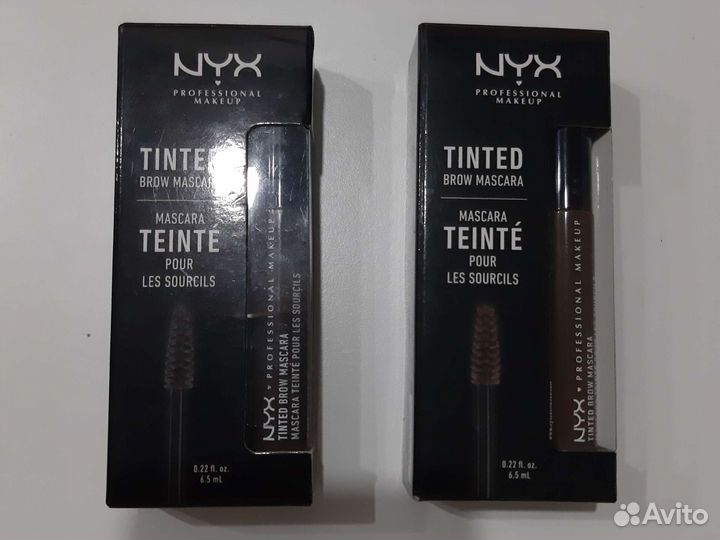 NYX
PROFESSIONAL
MAKEUP
TINTED
BROW MASCARA
MASCARA
TEINTÉ
POUR
LES SOURCILS
NYX PROFESSIONAL MAKEUP
TINTED BROW MASCARA
MASCARA TEINTÉ POUR LES SOURCILS
0.22 fl. oz.
6.5 mL
NYX
PROFESSIONAL
MAKEUP
TINTED
BROW MASCARA
MASCARA
TEINTÉ
POUR
LES SOURCILS
NYX PROFESSIONAL MAKEUP
TINTED BROW MASCARA
0.22 fl. oz.
6.5 mL
Avito